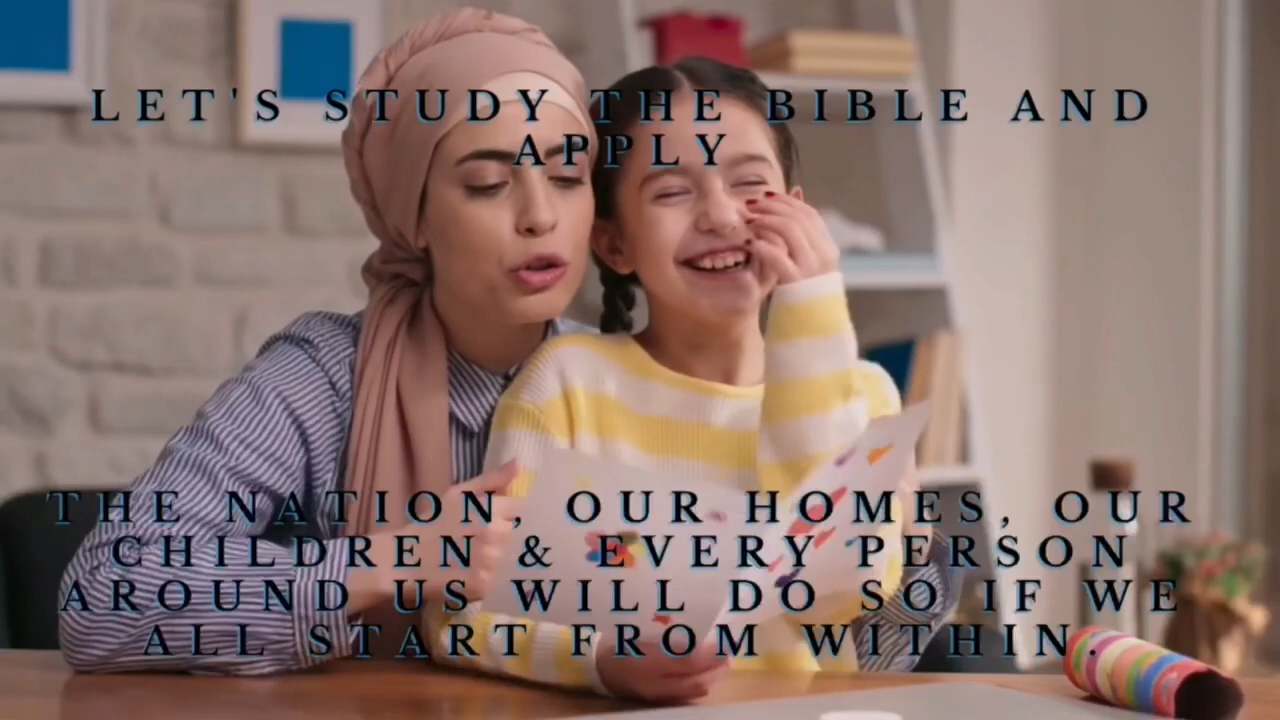 LET'S STUDY THE BIBLE AND
APPLY
THE NATION, OUR HOMES, OUR
CHILDREN & EVERY PERSON
AROUND US WILL DO SO IF WE
ALL START FROM WITHIN.